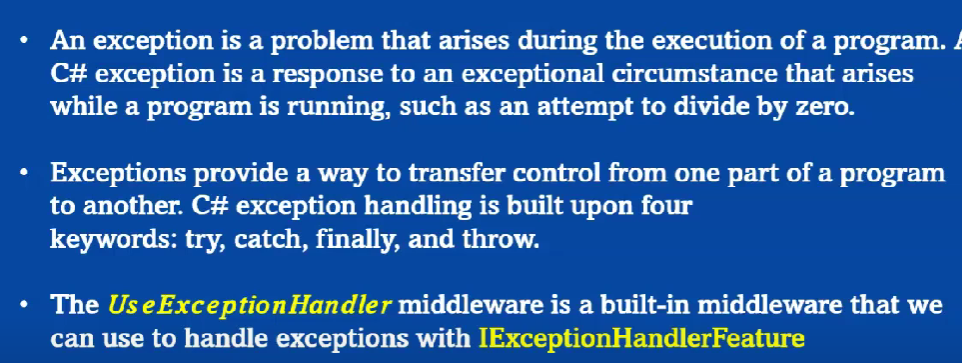 • An exception is a problem that arises during the execution of a program.
C# exception is a response to an exceptional circumstance that arises
while a program is running, such as an attempt to divide by zero.
• Exceptions provide a way to transfer control from one part of a program
to another. C# exception handling is built upon four
keywords: try, catch, finally, and throw.
• The UseExceptionHandler middleware is a built-in middleware that we
can use to handle exceptions with IExceptionHandlerFeature